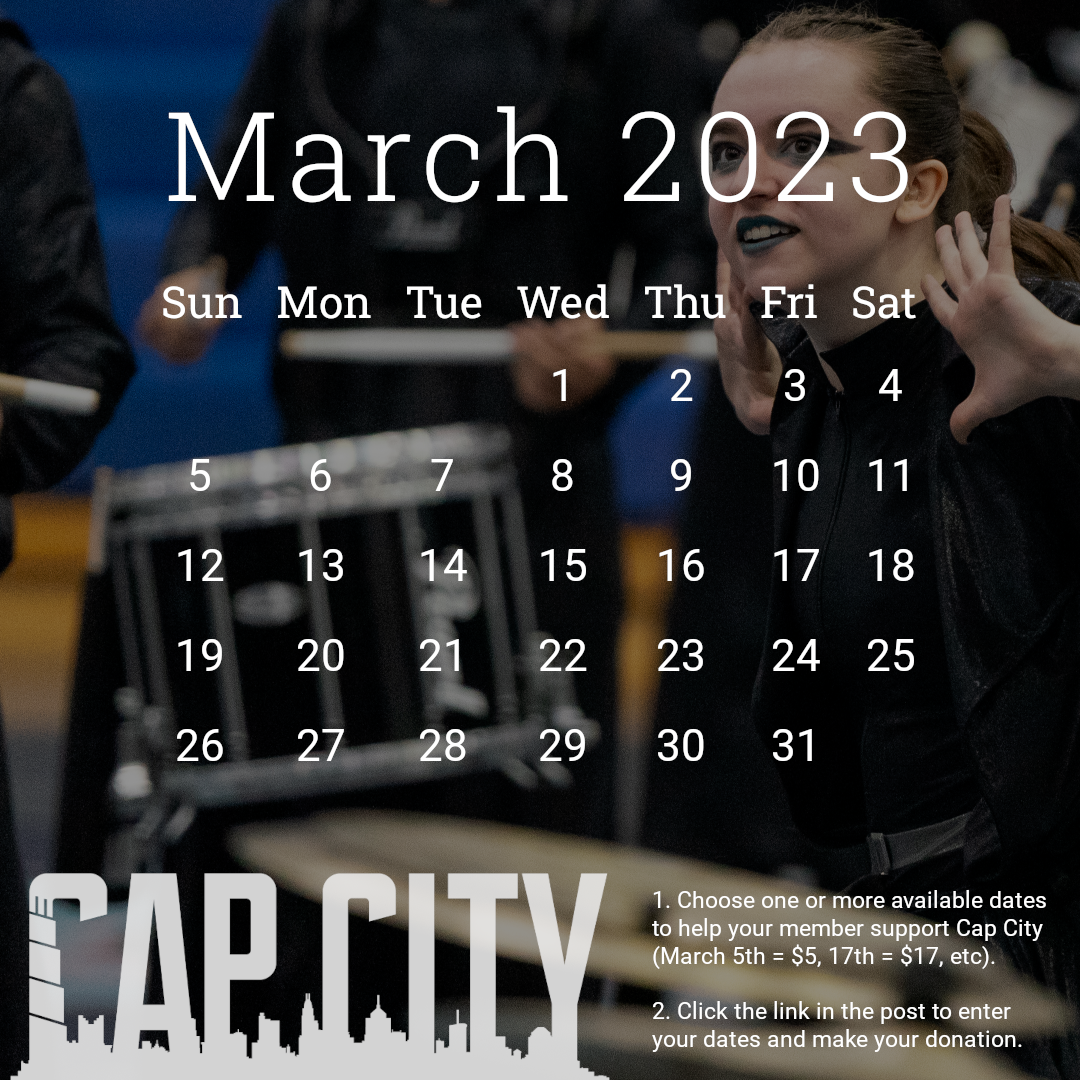 March 2023
Sun Mon Tue Wed Thu Fri Sat
1 2 3 4
5 6 7 8 9 10 11
12 13 14 15 16 17 18
19 20 21 22 23 24 25
26 27 28 29 30 31
CAP CITY
1. Choose one or more available dates
to help your member support Cap City
(March 5th = $5, 17th = $17, etc).
2. Click the link in the post to enter
your dates and make your donation.